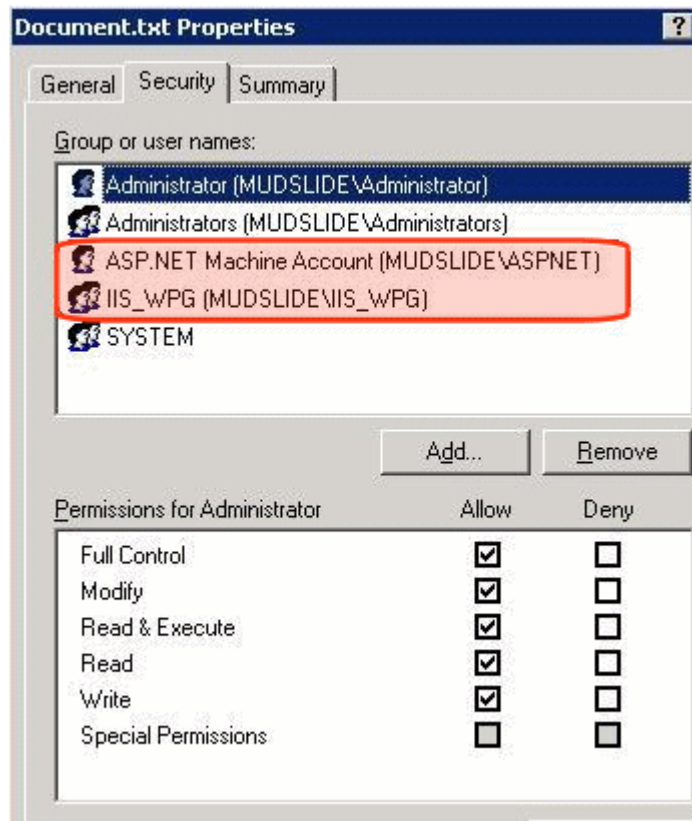 Document.txt Properties ?
General Security Summary
Group or user names:
Administrator (MUDSLIDE\Administrator)
Administrators (MUDSLIDE\Administrators)
ASP.NET Machine Account (MUDSLIDE\ASPNET)
IIS_WPG (MUDSLIDE\IIS_WPG)
SYSTEM
Add... Remove
Permissions for Administrator Allow Deny
Full Control
Modify
Read & Execute
Read
Write
Special Permissions